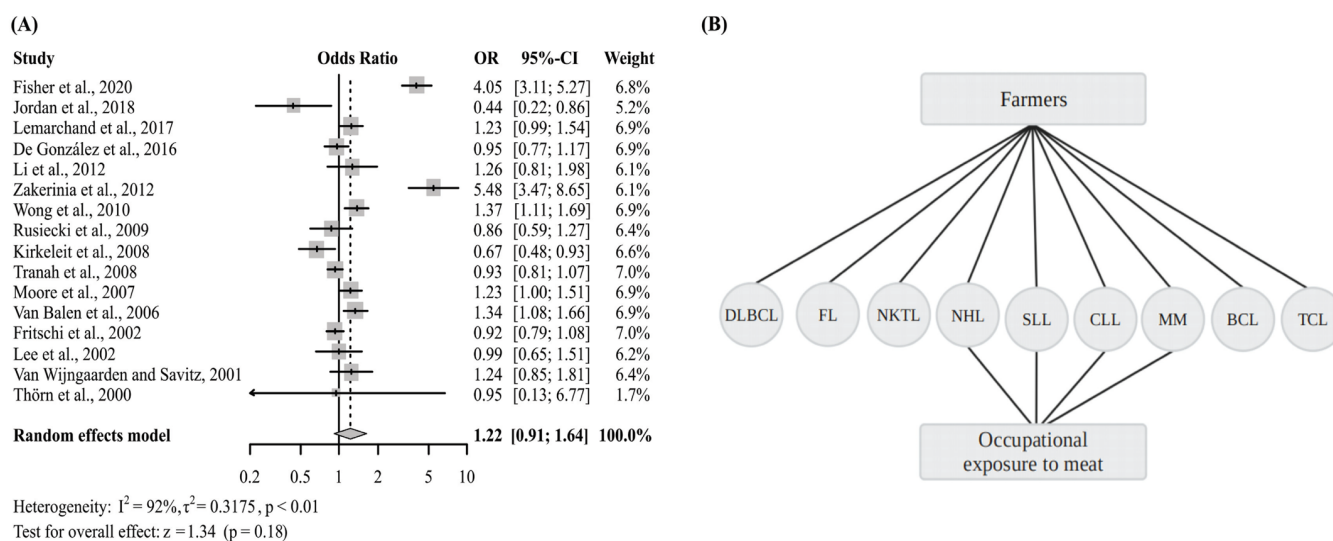 (A)
Study Odds Ratio OR 95%-CI Weight
Fisher et al., 2020 4.05 [3.11; 5.27] 6.8%
Jordan et al., 2018 0.44 [0.22; 0.86] 5.2%
Lemarchand et al., 2017 1.23 [0.99; 1.54] 6.9%
De González et al., 2016 0.95 [0.77; 1.17] 6.9%
Li et al., 2012 1.26 [0.81; 1.98] 6.1%
Zakerinia et al., 2012 5.48 [3.47; 8.65] 6.1%
Wong et al., 2010 1.37 [1.11; 1.69] 6.9%
Rusiecki et al., 2009 0.86 [0.59; 1.27] 6.4%
Kirkeleit et al., 2008 0.67 [0.48; 0.93] 6.6%
Tranah et al., 2008 0.93 [0.81; 1.07] 7.0%
Moore et al., 2007 1.23 [1.00; 1.51] 6.9%
Van Balen et al., 2006 1.34 [1.08; 1.66] 6.9%
Fritschi et al., 2002 0.92 [0.79; 1.08] 7.0%
Lee et al., 2002 0.99 [0.65; 1.51] 6.2%
Van Wijngaarden and Savitz, 2001 1.24 [0.85; 1.81] 6.4%
Thörn et al., 2000 0.95 [0.13; 6.77] 1.7%
Random effects model 1.22 [0.91; 1.64] 100.0%
0.2 0.5 1 2 5 10
Heterogeneity: I² = 92%, τ² = 0.3175, p < 0.01
Test for overall effect: z = 1.34 (p = 0.18)
(B)
Farmers
DLBCL FL NKTL NHL SLL CLL MM BCL TCL
Occupational
exposure to meat